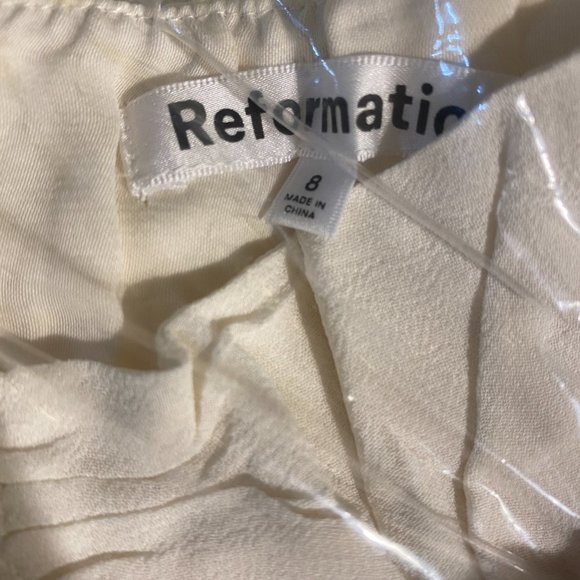 Reformatio
8
MADE IN
CHINA